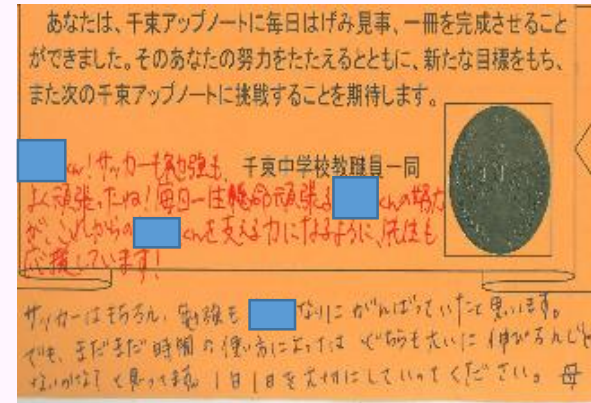 あなたは、千束アップノートに毎日はげみ見事、一冊を完成させること
ができました。そのあなたの努力をたたえるとともに、新たな目標をもち、
また次の千束アップノートに挑戦することを期待します。
くん!サッカーも勉強も、
千束中学校教職員一同
よく頑張ったね!毎日一生懸命頑張る くんの努力
が、これからの くんを支える力になるように、先生も
応援しています!
サッカーはもちろん、勉強も なりにがんばっていたと思います。
でも、まだまだ時間の使い方によっては どちらも大いに伸びるんじゃ
ないかなって思ってます。1日1日を大切にしていってください。 母